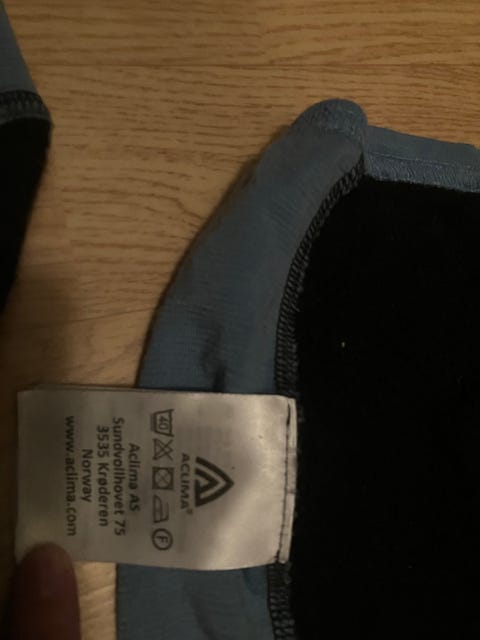 ACLIMA®
40 F
Aclima AS
Sundvollhovet 75
3535 Krøderen
Norway
www.aclima.com